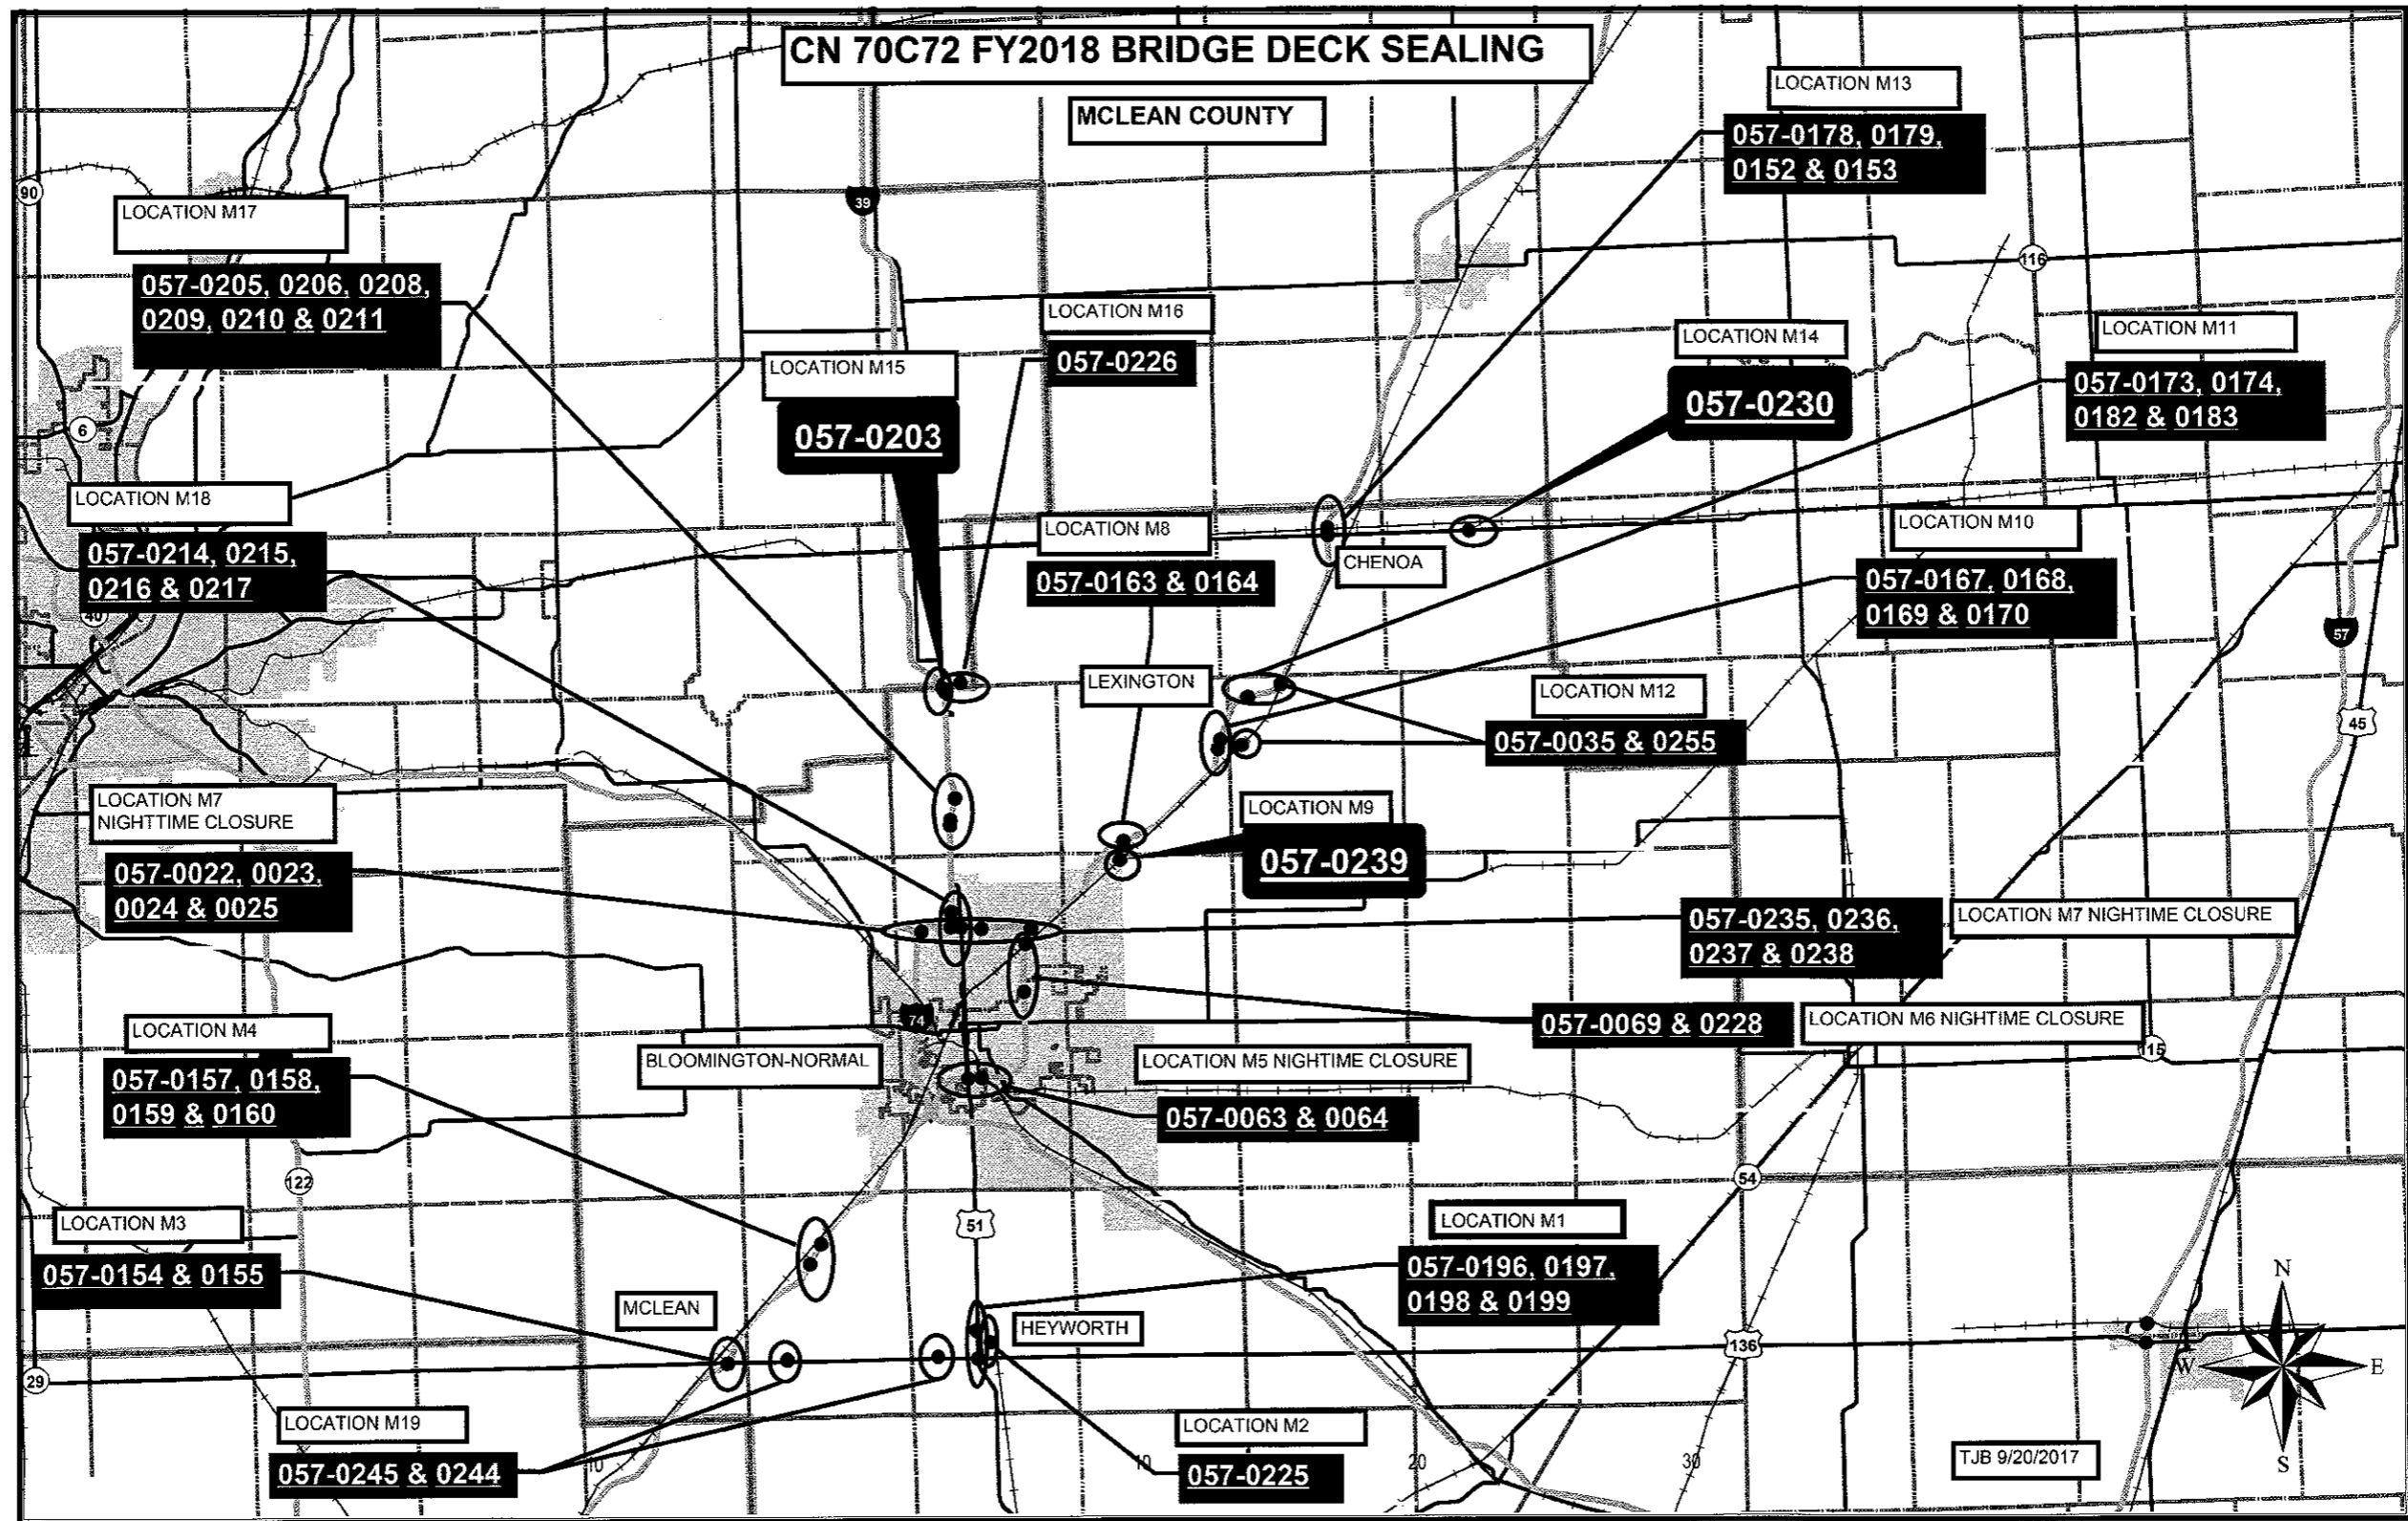 CN 70C72 FY2018 BRIDGE DECK SEALING
MCLEAN COUNTY
LOCATION M13
057-0178, 0179,
0152 & 0153
90
LOCATION M17
057-0205, 0206, 0208,
0209, 0210 & 0211
39
116
LOCATION M16
057-0226
LOCATION M15
057-0203
LOCATION M14
057-0230
LOCATION M11
057-0173, 0174,
0182 & 0183
6
LOCATION M18
057-0214, 0215,
0216 & 0217
40
LOCATION M8
057-0163 & 0164
CHENOA
LOCATION M10
057-0167, 0168,
0169 & 0170
57
LEXINGTON
LOCATION M12
057-0035 & 0255
45
LOCATION M7
NIGHTTIME CLOSURE
057-0022, 0023,
0024 & 0025
LOCATION M9
057-0239
057-0235, 0236,
0237 & 0238
LOCATION M7 NIGHTIME CLOSURE
74
057-0069 & 0228
LOCATION M6 NIGHTIME CLOSURE
115
LOCATION M4
057-0157, 0158,
0159 & 0160
BLOOMINGTON-NORMAL
LOCATION M5 NIGHTIME CLOSURE
057-0063 & 0064
122
54
LOCATION M3
057-0154 & 0155
51
LOCATION M1
057-0196, 0197,
0198 & 0199
MCLEAN
HEYWORTH
136
29
N
W
E
S
LOCATION M19
057-0245 & 0244
LOCATION M2
057-0225
10
10
20
30
TJB 9/20/2017